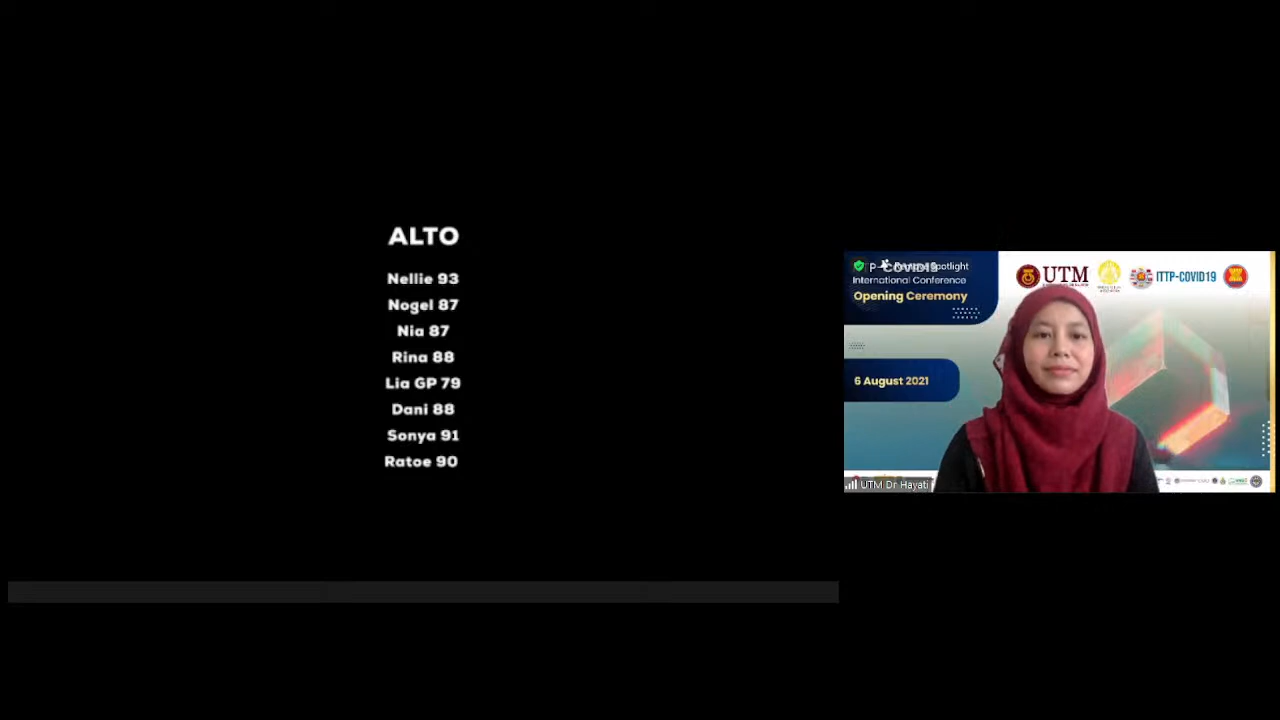 ALTO
Nellie 93
Nogel 87
Nia 87
Rina 88
Lia GP 79
Dani 88
Sonya 91
Ratoe 90
International Conference
Opening Ceremony
6 August 2021
UTM
ITTP-COVID19
UTM Dr Hayati